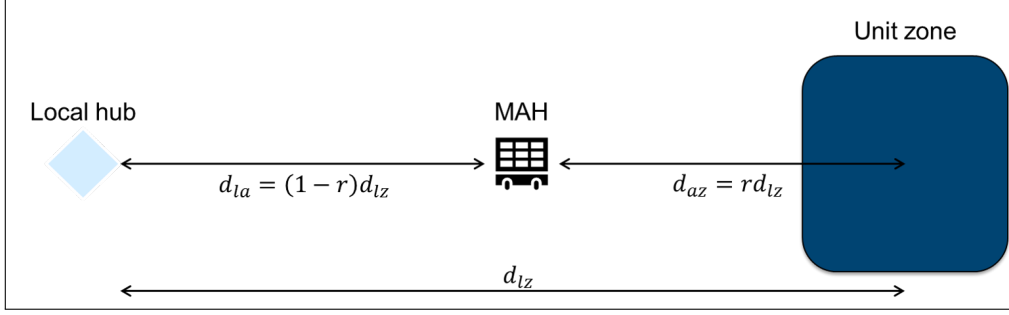 Unit zone
Local hub
MAH
d_{la} = (1 − r)d_{lz}
d_{az} = rd_{lz}
d_{lz}